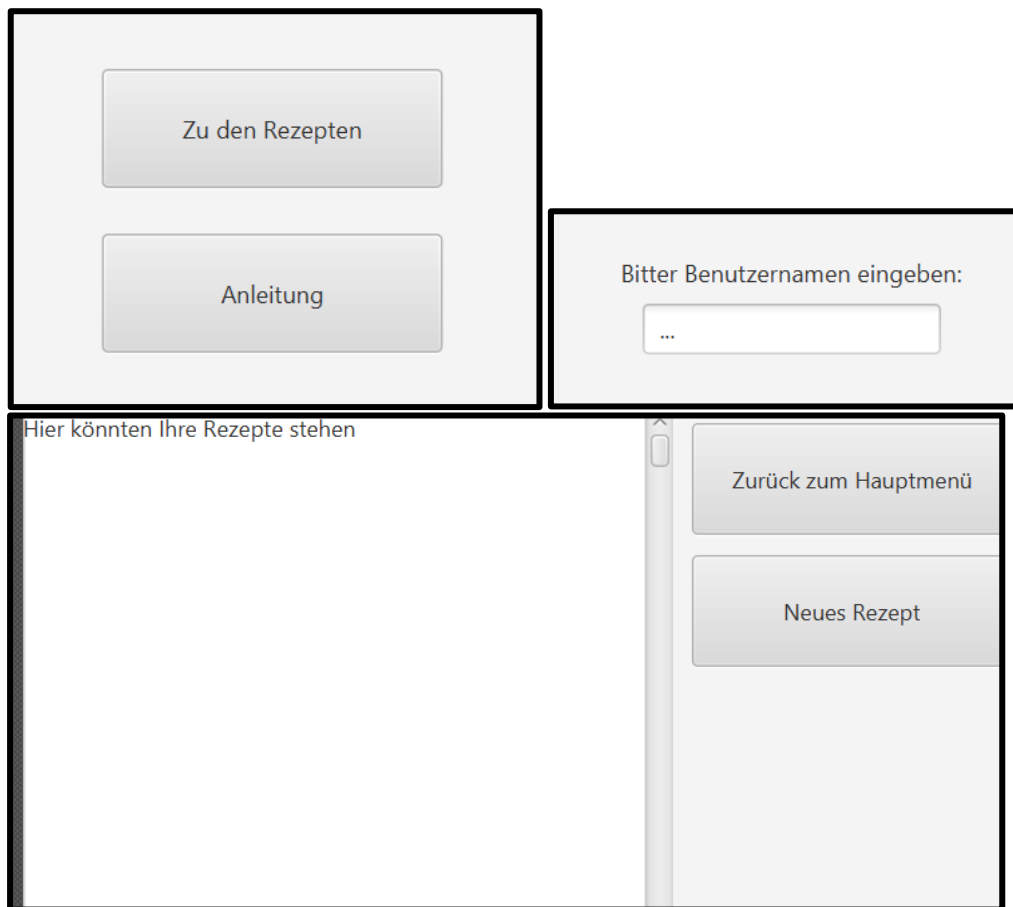 Zu den Rezepten
Anleitung
Bitter Benutzernamen eingeben:
...
Hier könnten Ihre Rezepte stehen
Zurück zum Hauptmenü
Neues Rezept